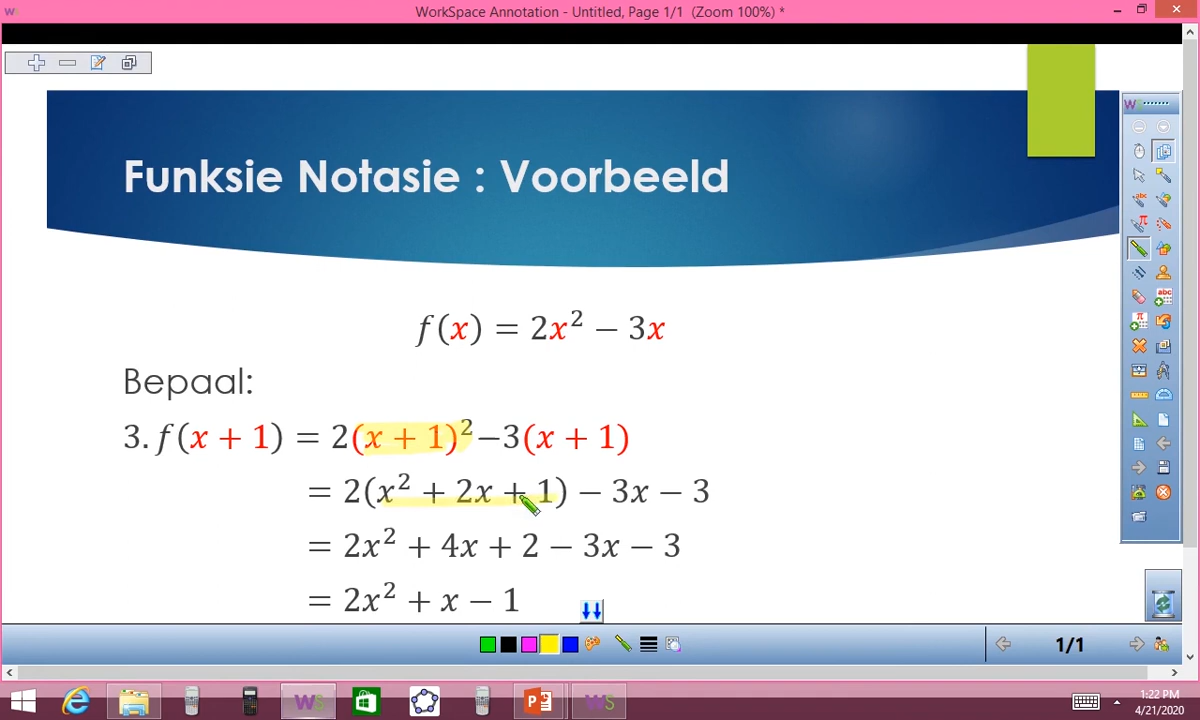 WorkSpace Annotation - Untitled, Page 1/1 (Zoom 100%) *
Funksie Notasie : Voorbeeld
f(x) = 2x² − 3x
Bepaal:
3. f(x + 1) = 2(x + 1)² −3(x + 1)
= 2(x² + 2x + 1) − 3x − 3
= 2x² + 4x + 2 − 3x − 3
= 2x² + x − 1
1/1
1:22 PM
4/21/2020